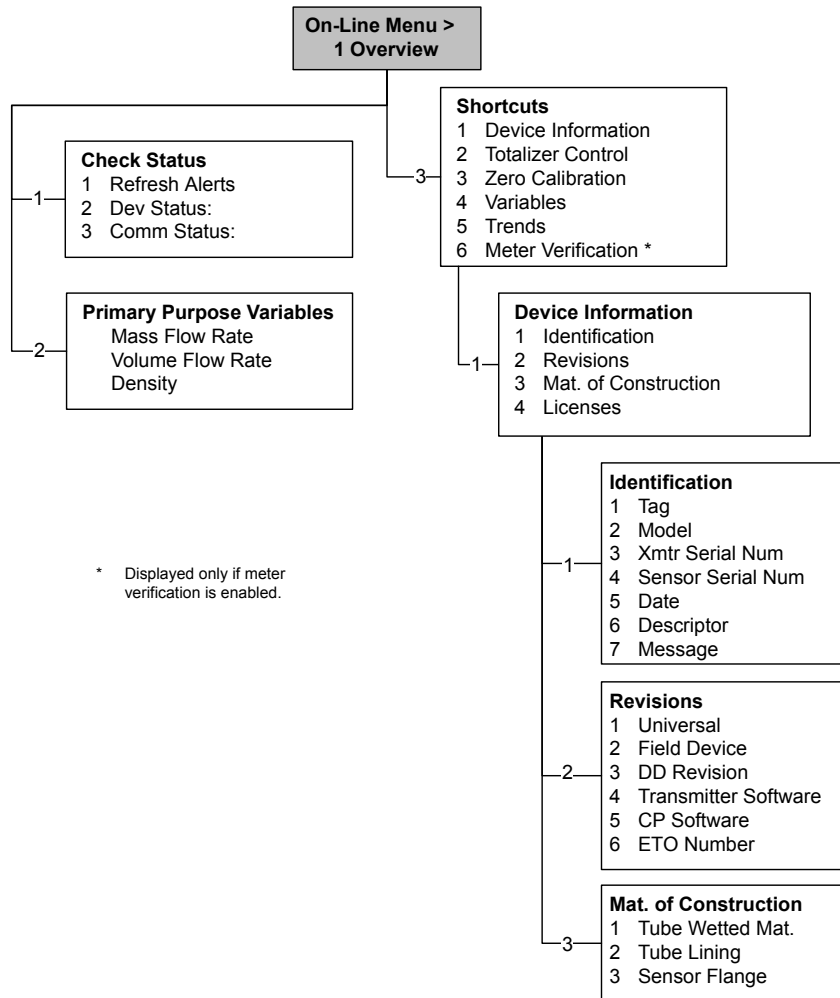 On-Line Menu >
1 Overview
Check Status
1 Refresh Alerts
2 Dev Status:
3 Comm Status:
1
Primary Purpose Variables
Mass Flow Rate
Volume Flow Rate
Density
2
Shortcuts
1 Device Information
2 Totalizer Control
3 Zero Calibration
4 Variables
5 Trends
6 Meter Verification *
3
Device Information
1 Identification
2 Revisions
3 Mat. of Construction
4 Licenses
1
Identification
1 Tag
2 Model
3 Xmtr Serial Num
4 Sensor Serial Num
5 Date
6 Descriptor
7 Message
1
Revisions
1 Universal
2 Field Device
3 DD Revision
4 Transmitter Software
5 CP Software
6 ETO Number
2
Mat. of Construction
1 Tube Wetted Mat.
2 Tube Lining
3 Sensor Flange
3
* Displayed only if meter
verification is enabled.